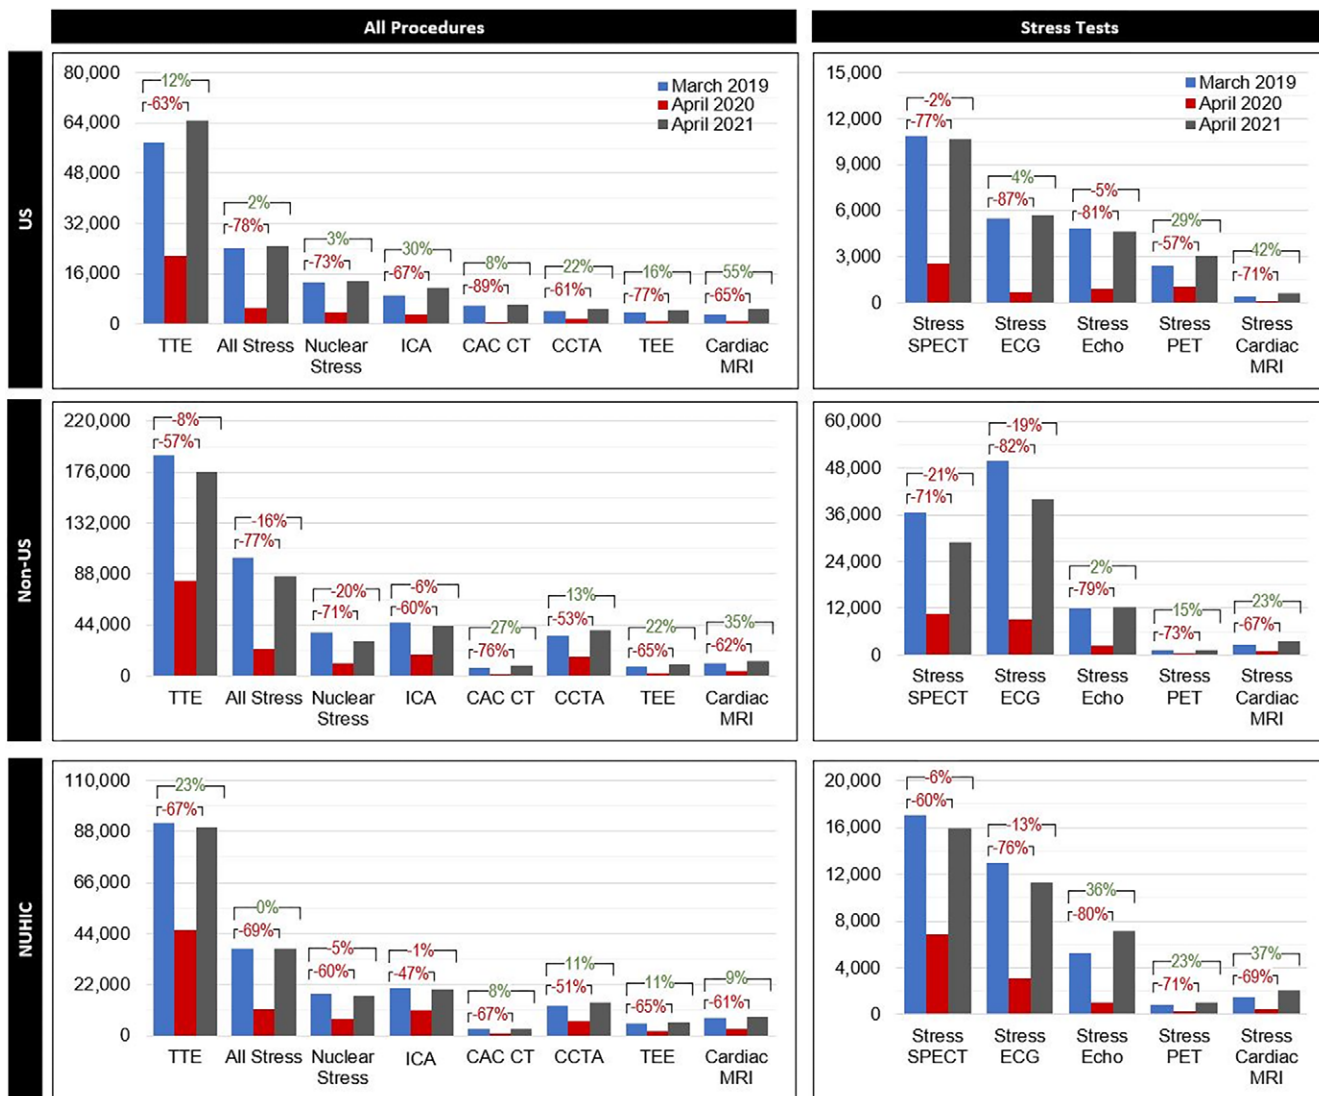 All Procedures
Stress Tests
US
80,000
64,000
48,000
32,000
16,000
0
March 2019
April 2020
April 2021
12%
-63%
2%
-78%
3%
-73%
30%
-67%
8%
-89%
22%
-61%
16%
-77%
55%
-65%
TTE
All Stress
Nuclear Stress
ICA
CAC CT
CCTA
TEE
Cardiac MRI
15,000
12,000
9,000
6,000
3,000
0
March 2019
April 2020
April 2021
-2%
-77%
4%
-87%
-5%
-81%
29%
-57%
42%
-71%
Stress SPECT
Stress ECG
Stress Echo
Stress PET
Stress Cardiac MRI
Non-US
220,000
176,000
132,000
88,000
44,000
0
-8%
-57%
-16%
-77%
-20%
-71%
-6%
-60%
27%
-76%
13%
-53%
22%
-65%
35%
-62%
TTE
All Stress
Nuclear Stress
ICA
CAC CT
CCTA
TEE
Cardiac MRI
60,000
48,000
36,000
24,000
12,000
0
-21%
-71%
-19%
-82%
2%
-79%
15%
-73%
23%
-67%
Stress SPECT
Stress ECG
Stress Echo
Stress PET
Stress Cardiac MRI
NUHIC
110,000
88,000
66,000
44,000
22,000
0
23%
-67%
0%
-69%
-5%
-60%
-1%
-47%
8%
-67%
11%
-51%
11%
-65%
9%
-61%
TTE
All Stress
Nuclear Stress
ICA
CAC CT
CCTA
TEE
Cardiac MRI
20,000
16,000
12,000
8,000
4,000
0
-6%
-60%
-13%
-76%
36%
-80%
23%
-71%
37%
-69%
Stress SPECT
Stress ECG
Stress Echo
Stress PET
Stress Cardiac MRI